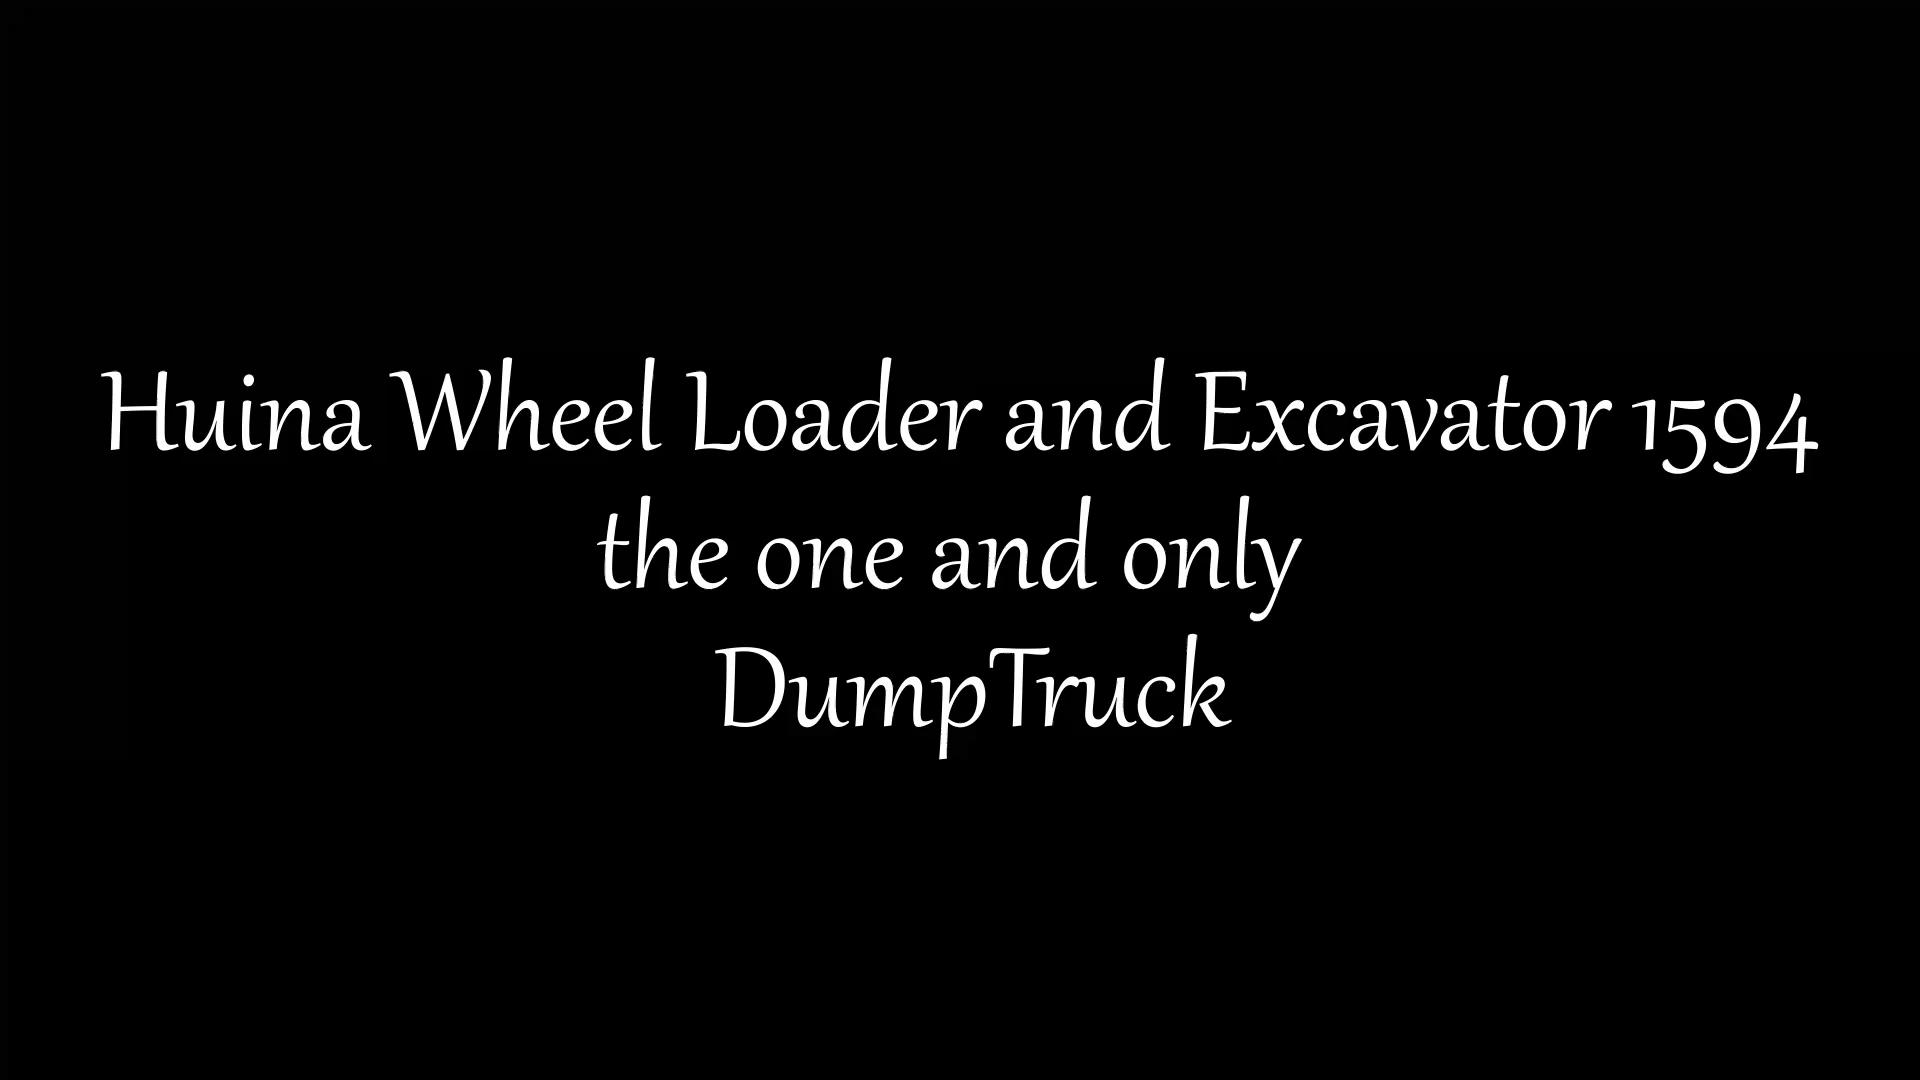 Huina Wheel Loader and Excavator 1594
the one and only
DumpTruck